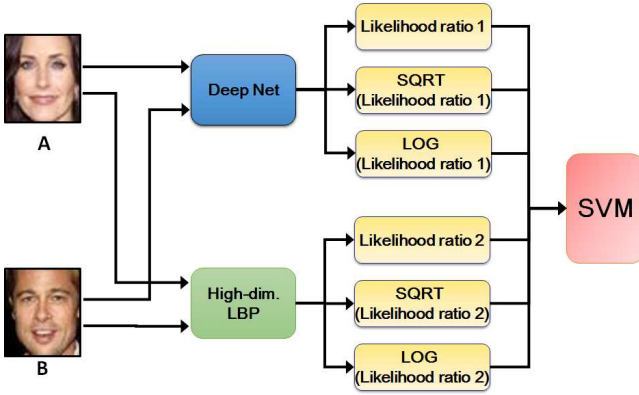 Likelihood ratio 1
Deep Net
SQRT
(Likelihood ratio 1)
LOG
(Likelihood ratio 1)
A
SVM
Likelihood ratio 2
High-dim.
LBP
SQRT
(Likelihood ratio 2)
LOG
(Likelihood ratio 2)
B